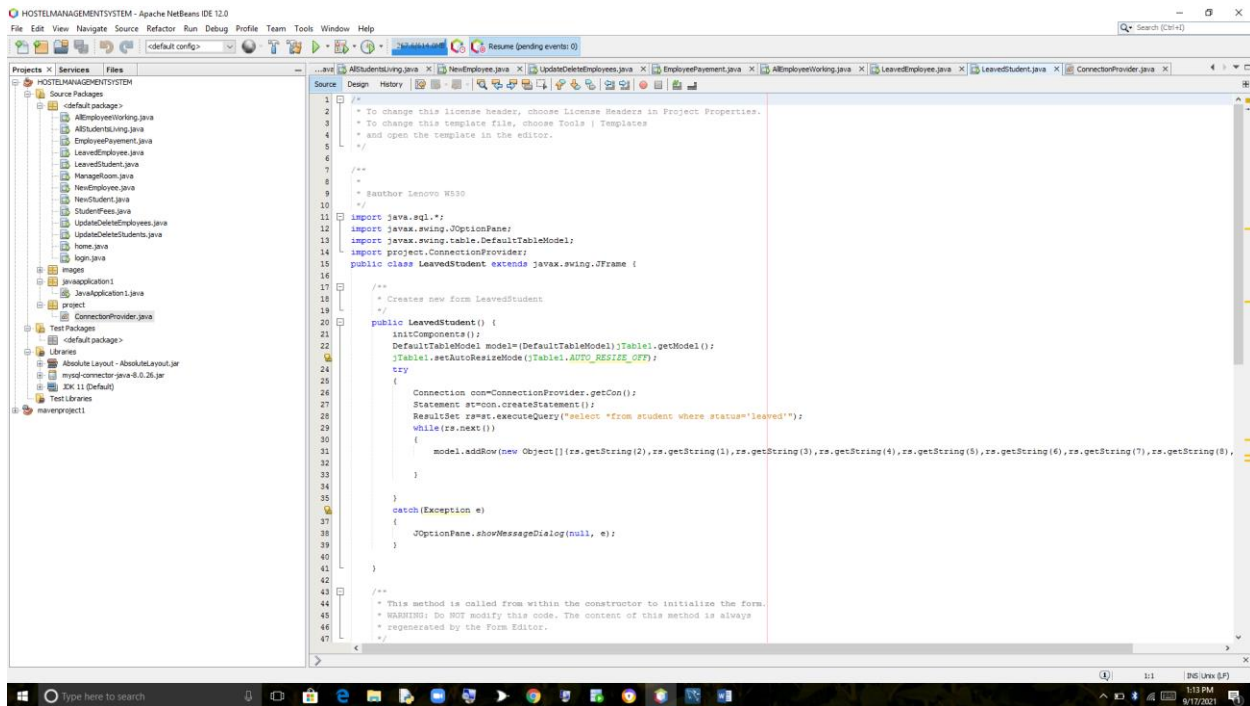 HOSTELMANAGEMENTSYSTEM - Apache NetBeans IDE 12.0
File Edit View Navigate Source Refactor Run Debug Profile Team Tools Window Help
Search (Ctrl+I)
<default config>
Resume (pending events: 0)
Projects Services Files
HOSTELMANAGEMENTSYSTEM
Source Packages
<default package>
AllEmployeeWorking.java
AllStudentsLiving.java
EmployeePayement.java
LeavedEmployee.java
LeavedStudent.java
ManageRoom.java
NewEmployee.java
NewStudent.java
StudentFees.java
UpdateDeleteEmployees.java
UpdateDeleteStudents.java
home.java
login.java
images
javaapplication1
JavaApplication1.java
project
ConnectionProvider.java
Test Packages
<default package>
Libraries
Absolute Layout - AbsoluteLayout.jar
mysql-connector-java-8.0.26.jar
JDK 11 (Default)
Test Libraries
mavenproject1
...ava AllStudentsLiving.java NewEmployee.java UpdateDeleteEmployees.java EmployeePayement.java AllEmployeeWorking.java LeavedEmployee.java LeavedStudent.java ConnectionProvider.java
Source Design History
1 /*
2 * To change this license header, choose License Headers in Project Properties.
3 * To change this template file, choose Tools | Templates
4 * and open the template in the editor.
5 */
6
7 /**
8 *
9 * @author Lenovo W530
10 */
11 import java.sql.*;
12 import javax.swing.JOptionPane;
13 import javax.swing.table.DefaultTableModel;
14 import project.ConnectionProvider;
15 public class LeavedStudent extends javax.swing.JFrame {
16
17 /**
18 * Creates new form LeavedStudent
19 */
20 public LeavedStudent() {
21 initComponents();
22 DefaultTableModel model=(DefaultTableModel)jTable1.getModel();
jTable1.setAutoResizeMode(jTable1.AUTO_RESIZE_OFF);
24 try
25 {
26 Connection con=ConnectionProvider.getCon();
27 Statement st=con.createStatement();
28 ResultSet rs=st.executeQuery("select *from student where status='leaved'");
29 while(rs.next())
30 {
31 model.addRow(new Object[]{rs.getString(2),rs.getString(1),rs.getString(3),rs.getString(4),rs.getString(5),rs.getString(6),rs.getString(7),rs.getString(8),
32
33 }
34
35 }
catch(Exception e)
37 {
38 JOptionPane.showMessageDialog(null, e);
39 }
40
41 }
42
43 /**
44 * This method is called from within the constructor to initialize the form.
45 * WARNING: Do NOT modify this code. The content of this method is always
46 * regenerated by the Form Editor.
47 */
1:1 INS Unix (LF)
Type here to search
1:13 PM
9/17/2021